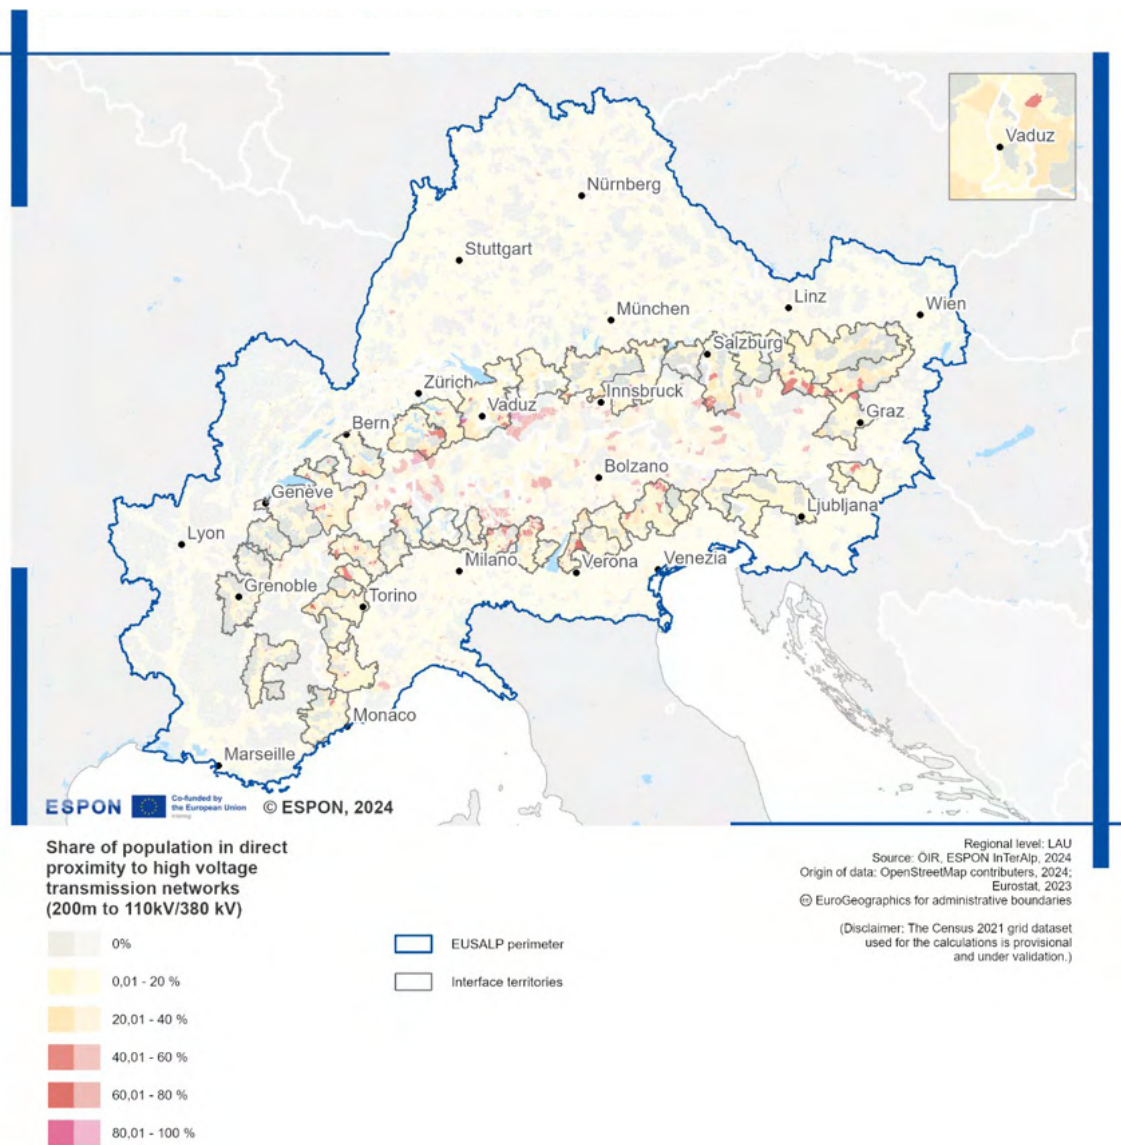 Vaduz
Nürnberg
Stuttgart
München
Linz
Wien
Salzburg
Zürich
Vaduz
Innsbruck
Bern
Graz
Bolzano
Genève
Ljubljana
Lyon
Milano
Verona
Venezia
Grenoble
Torino
Monaco
Marseille
ESPON
Co-funded by
the European Union
Interreg
© ESPON, 2024
Share of population in direct
proximity to high voltage
transmission networks
(200m to 110kV/380 kV)
0%
0,01 - 20 %
20,01 - 40 %
40,01 - 60 %
60,01 - 80 %
80,01 - 100 %
EUSALP perimeter
Interface territories
Regional level: LAU
Source: ÖIR, ESPON InTerAlp, 2024
Origin of data: OpenStreetMap contributers, 2024;
Eurostat, 2023
cc EuroGeographics for administrative boundaries
(Disclaimer: The Census 2021 grid dataset
used for the calculations is provisional
and under validation.)